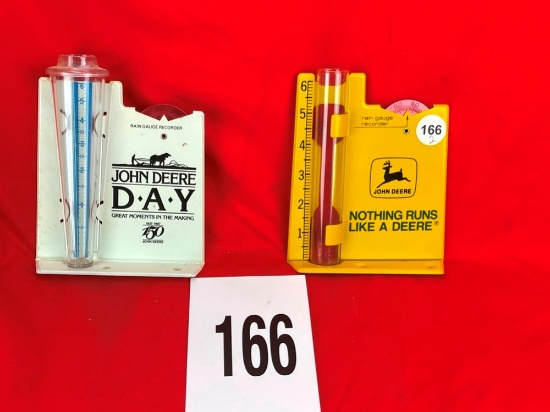 RAIN GAUGE RECORDER
JOHN DEERE
D·A·Y
GREAT MOMENTS IN THE MAKING
150
JOHN DEERE
6
5
4
3
2
1
rain gauge
recorder
166
JOHN DEERE
NOTHING RUNS
LIKE A DEERE®
166